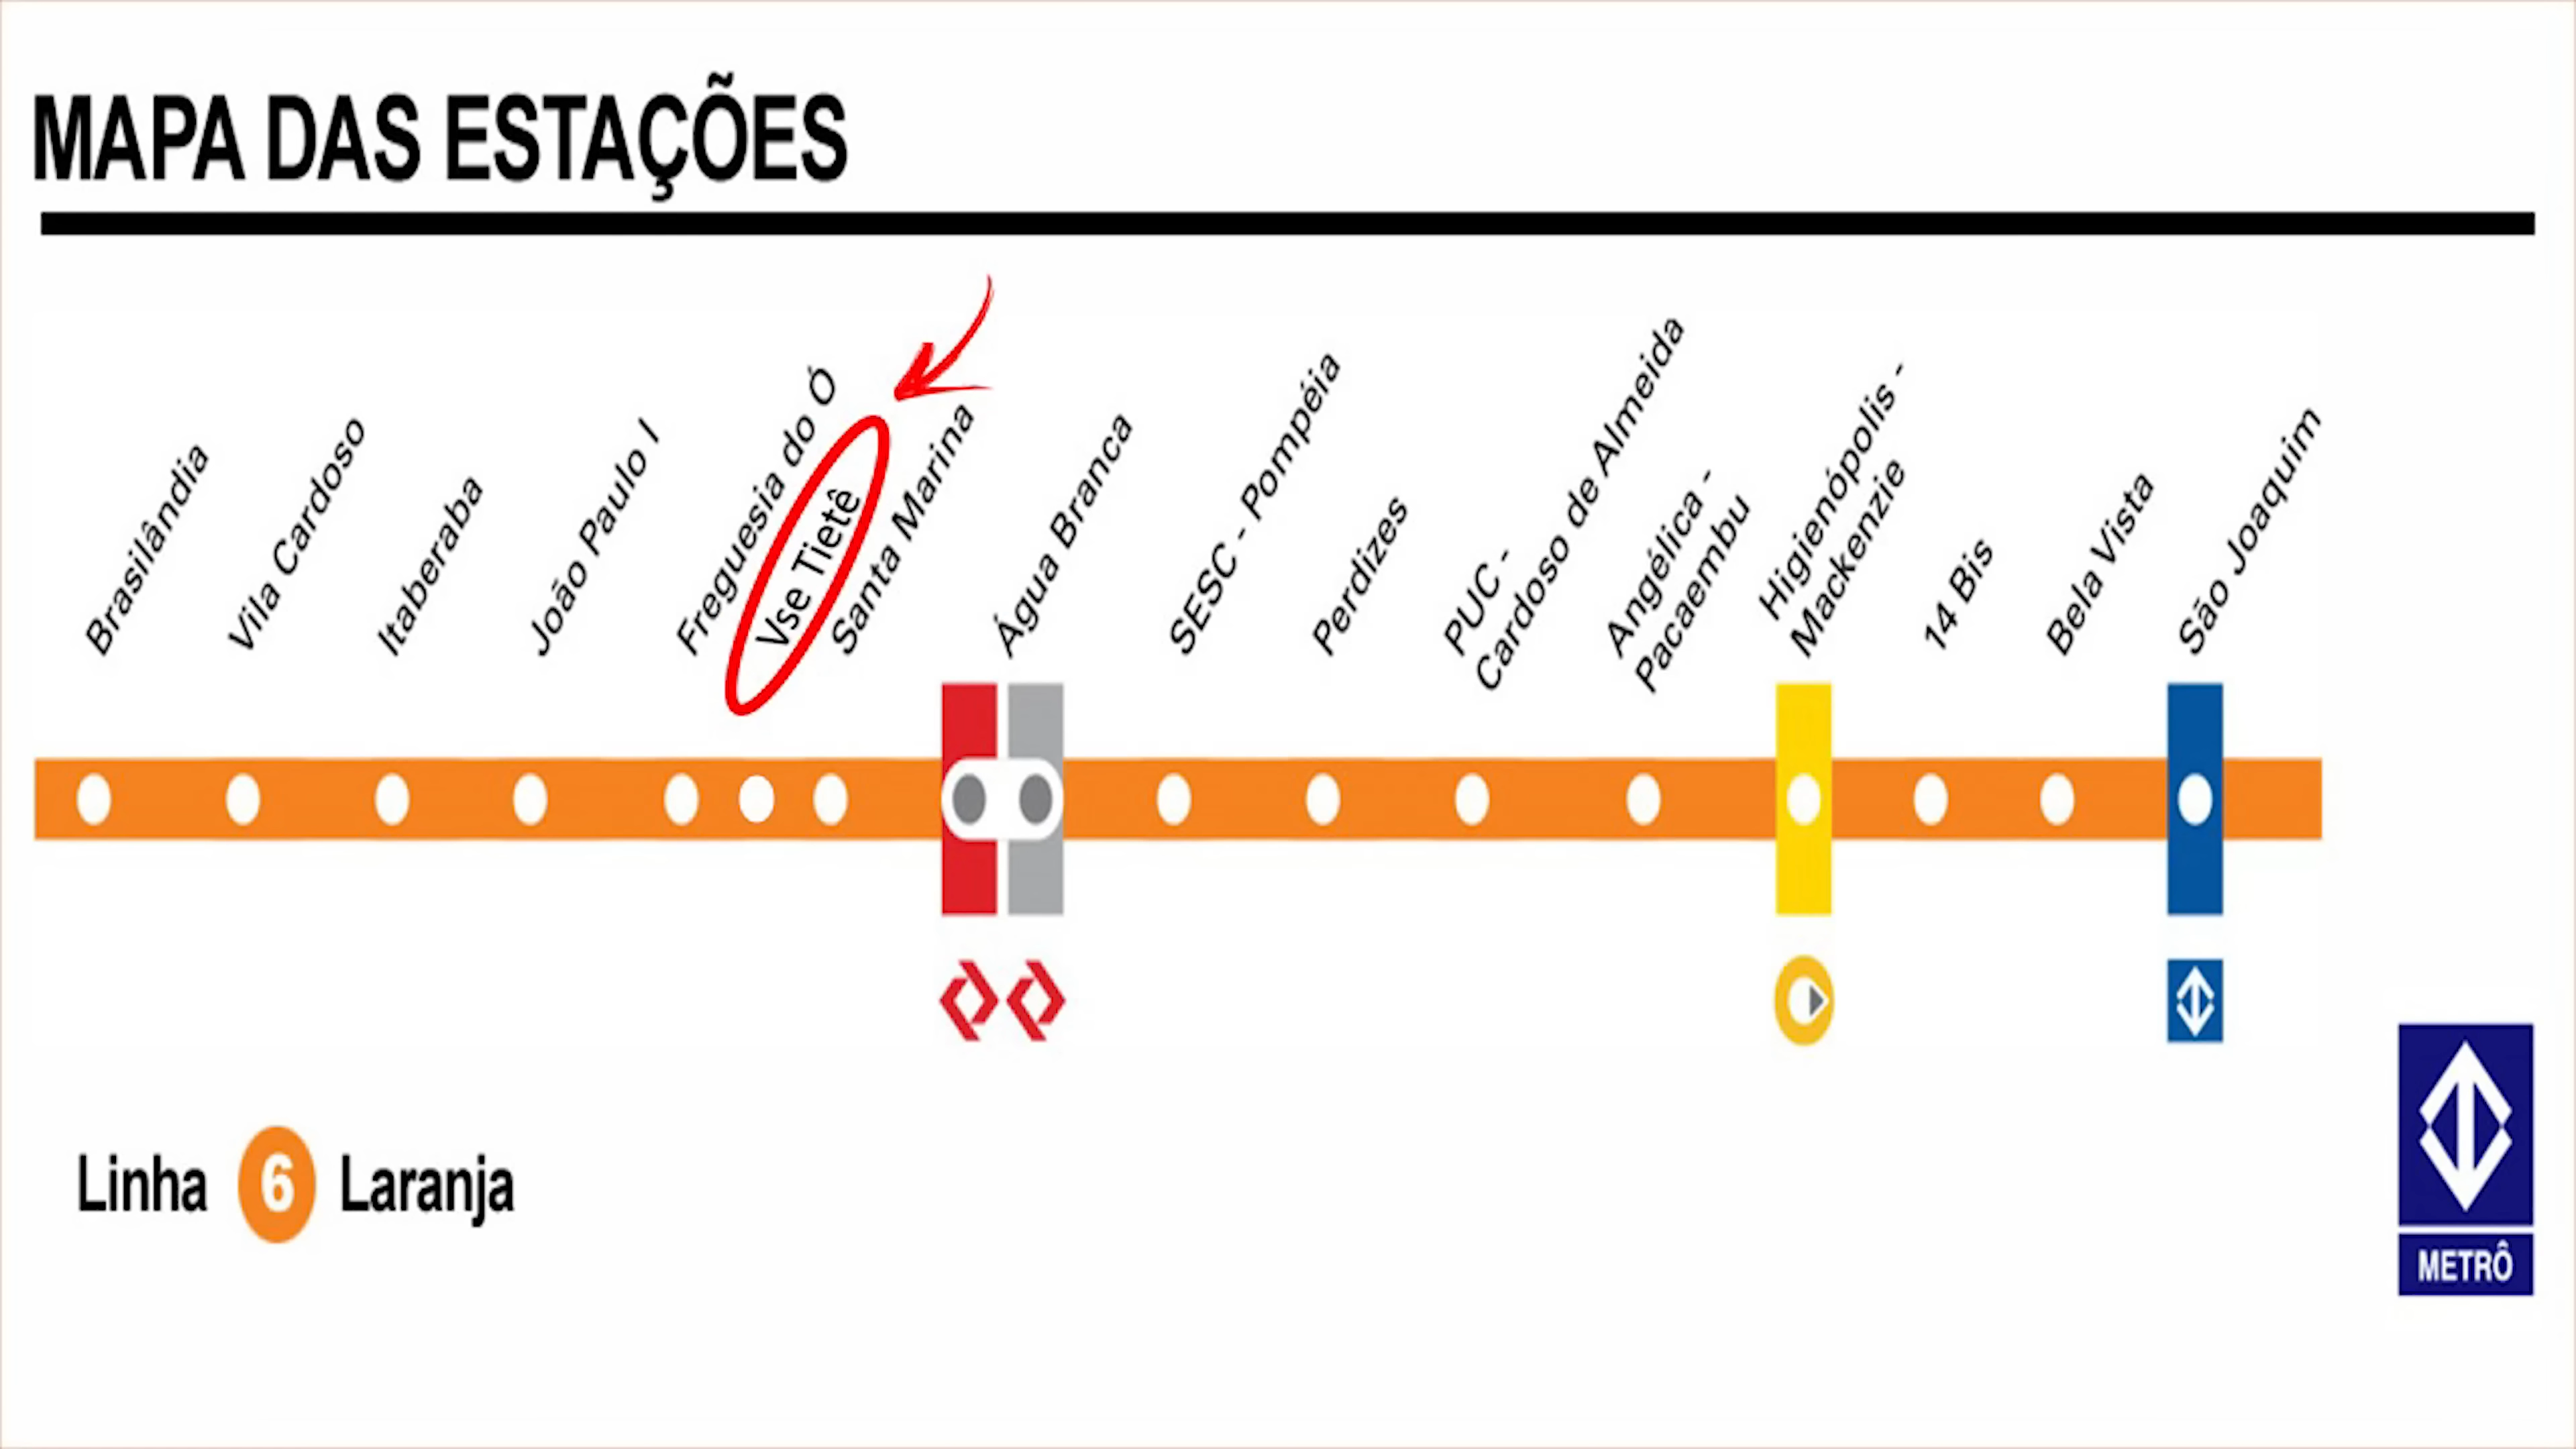 MAPA DAS ESTAÇÕES
Brasilândia
Vila Cardoso
Itaberaba
João Paulo I
Freguesia do Ó
Vse Tietê
Santa Marina
Água Branca
SESC - Pompéia
Perdizes
PUC -
Cardoso de Almeida
Angélica -
Pacaembu
Higienópolis -
Mackenzie
14 Bis
Bela Vista
São Joaquim
Linha 6 Laranja
METRÔ